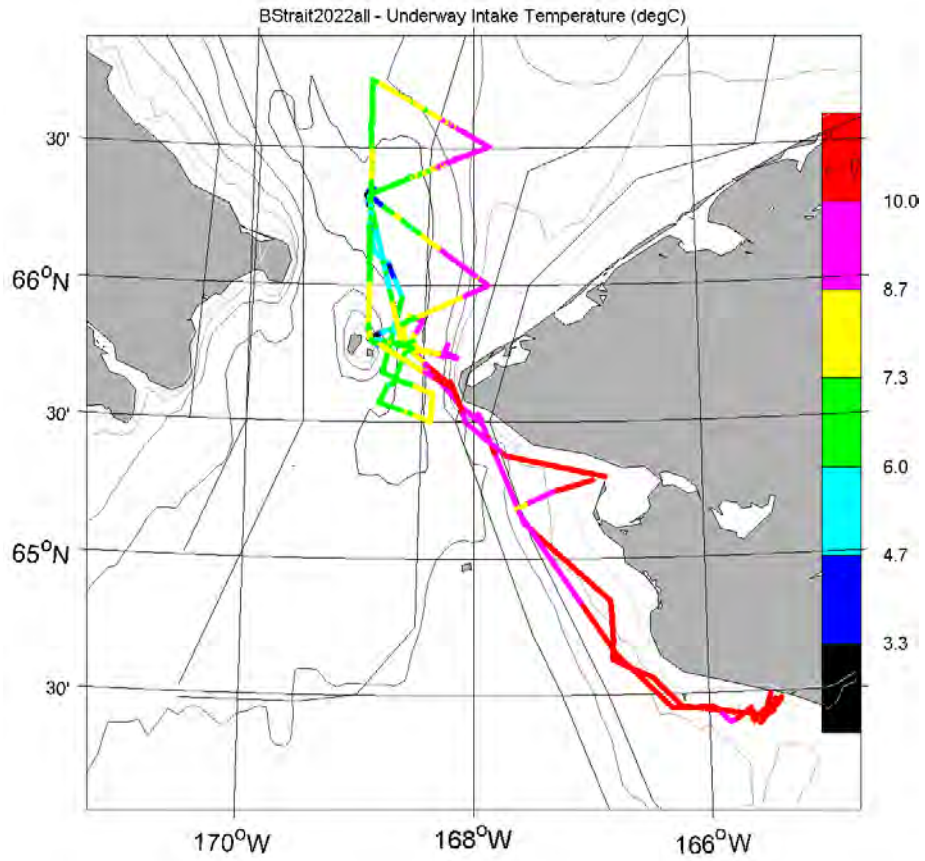 BStrait2022all - Underway Intake Temperature (degC)
30'
10.0
66°N
8.7
7.3
30'
6.0
65°N
4.7
3.3
30'
170°W
168°W
166°W